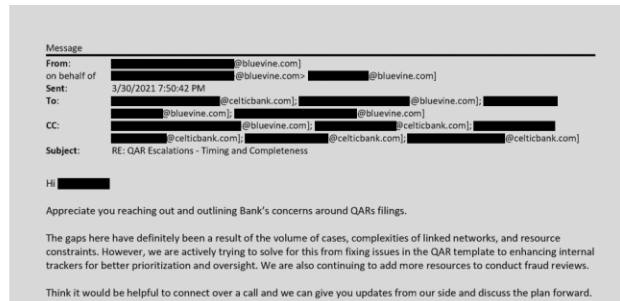 Message
From: @bluevine.com]
on behalf of @bluevine.com> @bluevine.com]
Sent: 3/30/2021 7:50:42 PM
To: @celticbank.com]; @bluevine.com];
@bluevine.com]; @bluevine.com]
CC: @bluevine.com]; @celticbank.com];
@celticbank.com]; @celticbank.com]; @celticbank.com]
Subject: RE: QAR Escalations - Timing and Completeness
Hi
Appreciate you reaching out and outlining Bank's concerns around QARs filings.
The gaps here have definitely been a result of the volume of cases, complexities of linked networks, and resource
constraints. However, we are actively trying to solve for this from fixing issues in the QAR template to enhancing internal
trackers for better prioritization and oversight. We are also continuing to add more resources to conduct fraud reviews.
Think it would be helpful to connect over a call and we can give you updates from our side and discuss the plan forward.